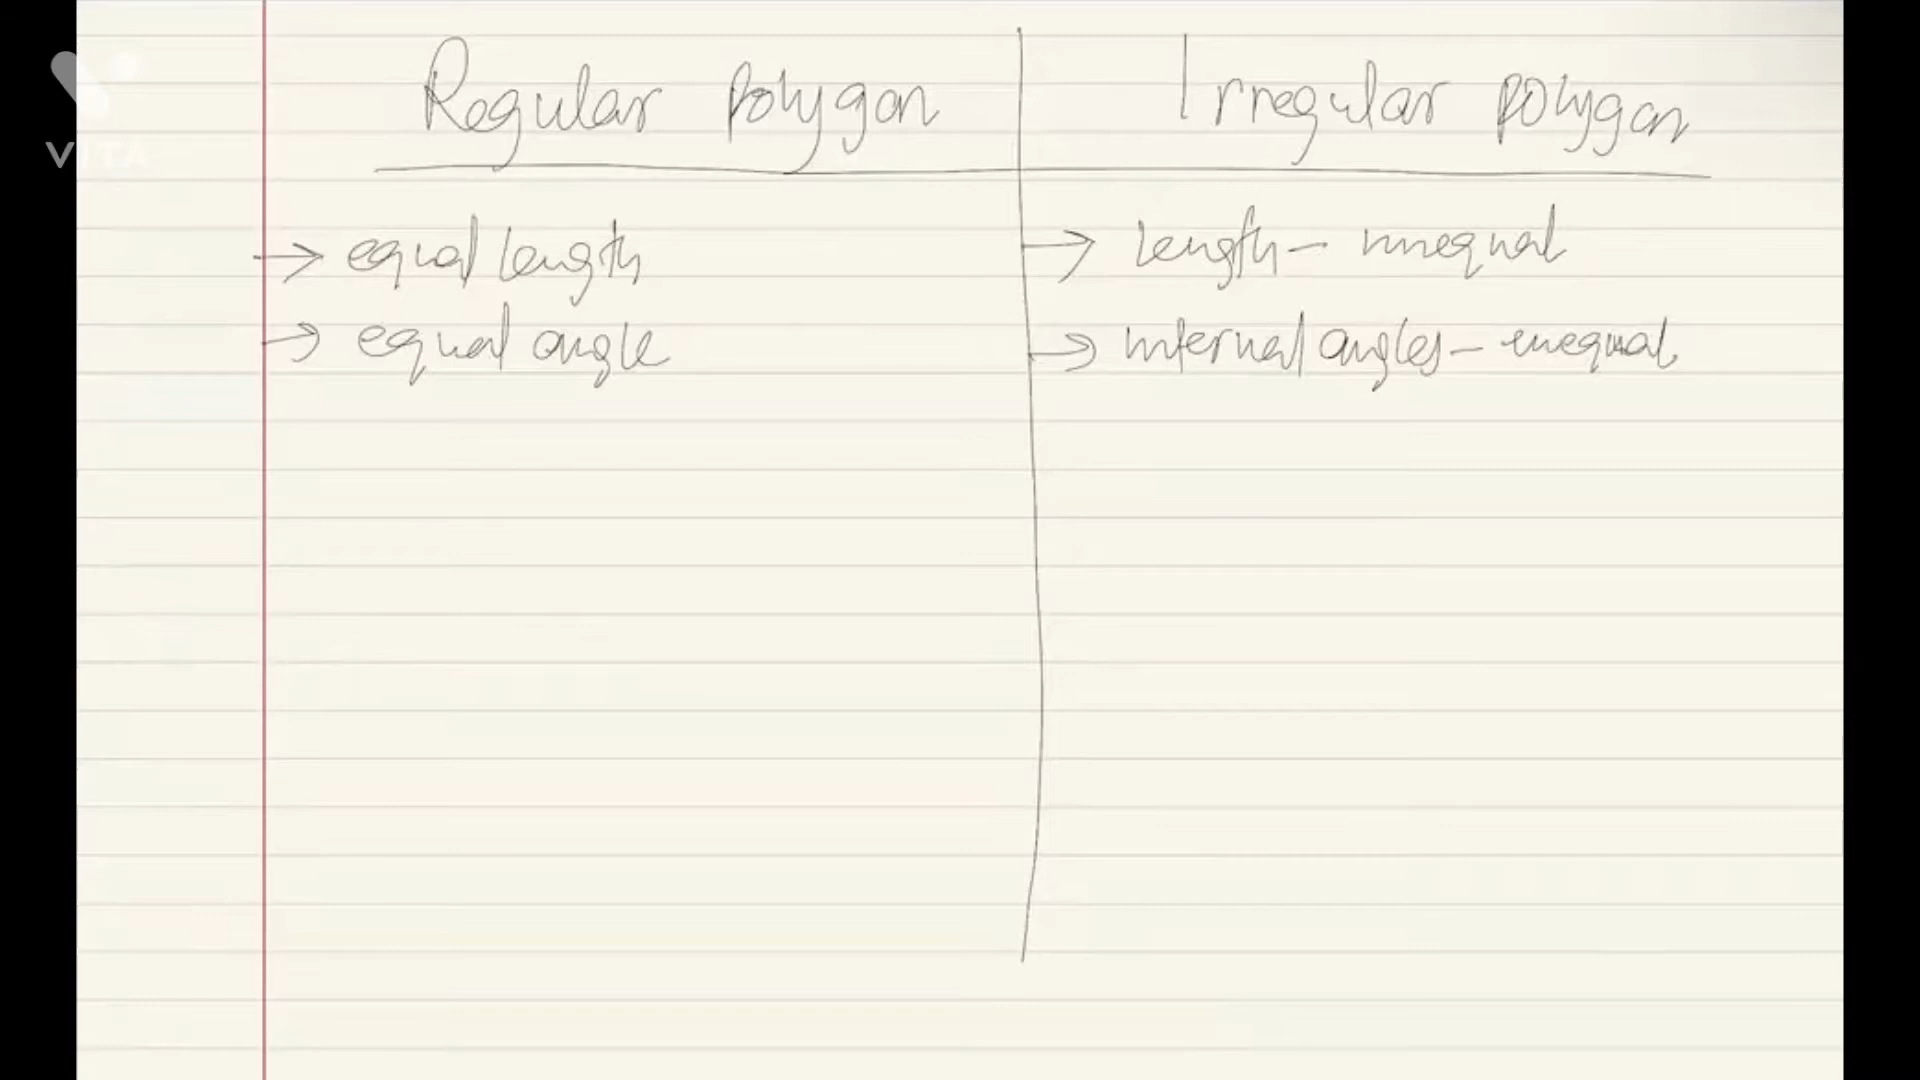 VITA
Regular Polygon
Irregular polygon
→ equal length
→ length - unequal
→ equal angle
→ internal angles - unequal.